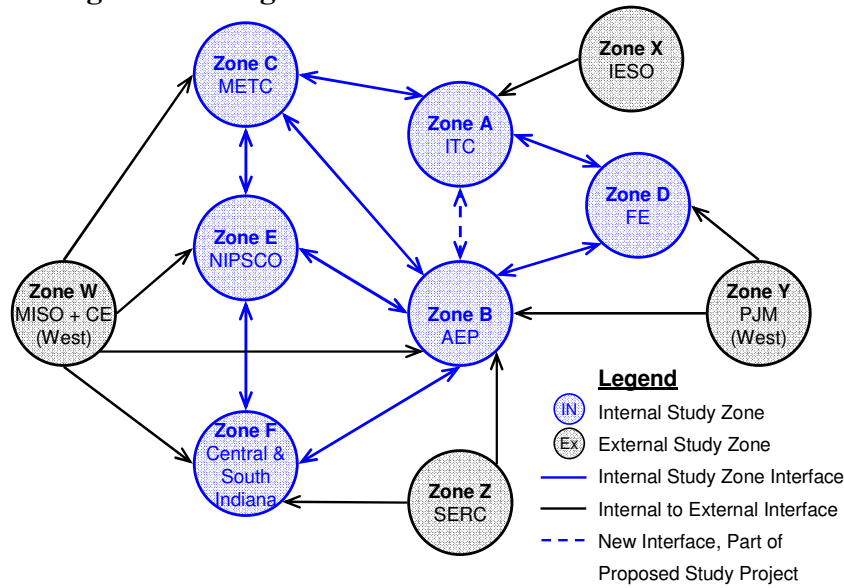 Zone C
METC
Zone X
IESO
Zone A
ITC
Zone D
FE
Zone E
NIPSCO
Zone W
MISO + CE
(West)
Zone B
AEP
Zone Y
PJM
(West)
Zone F
Central &
South
Indiana
Zone Z
SERC
Legend
IN Internal Study Zone
Ex External Study Zone
Internal Study Zone Interface
Internal to External Interface
New Interface, Part of
Proposed Study Project